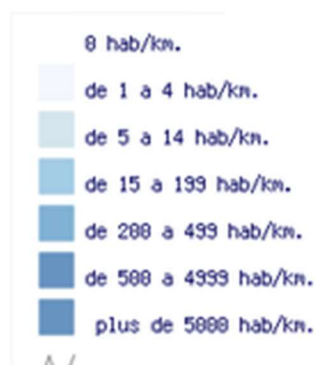 0 hab/km.
de 1 a 4 hab/km.
de 5 a 14 hab/km.
de 15 a 199 hab/km.
de 200 a 499 hab/km.
de 500 a 4999 hab/km.
plus de 5000 hab/km.